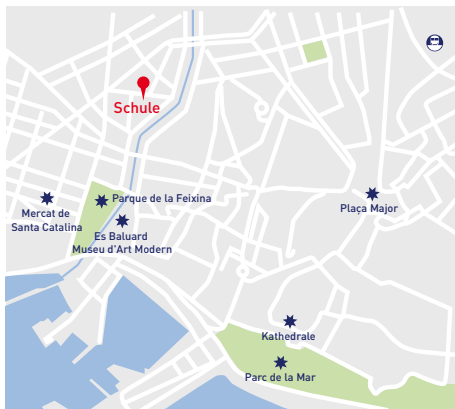 Schule
Parque de la Feixina
Mercat de
Santa Catalina
Es Baluard
Museu d'Art Modern
Plaça Major
Kathedrale
Parc de la Mar